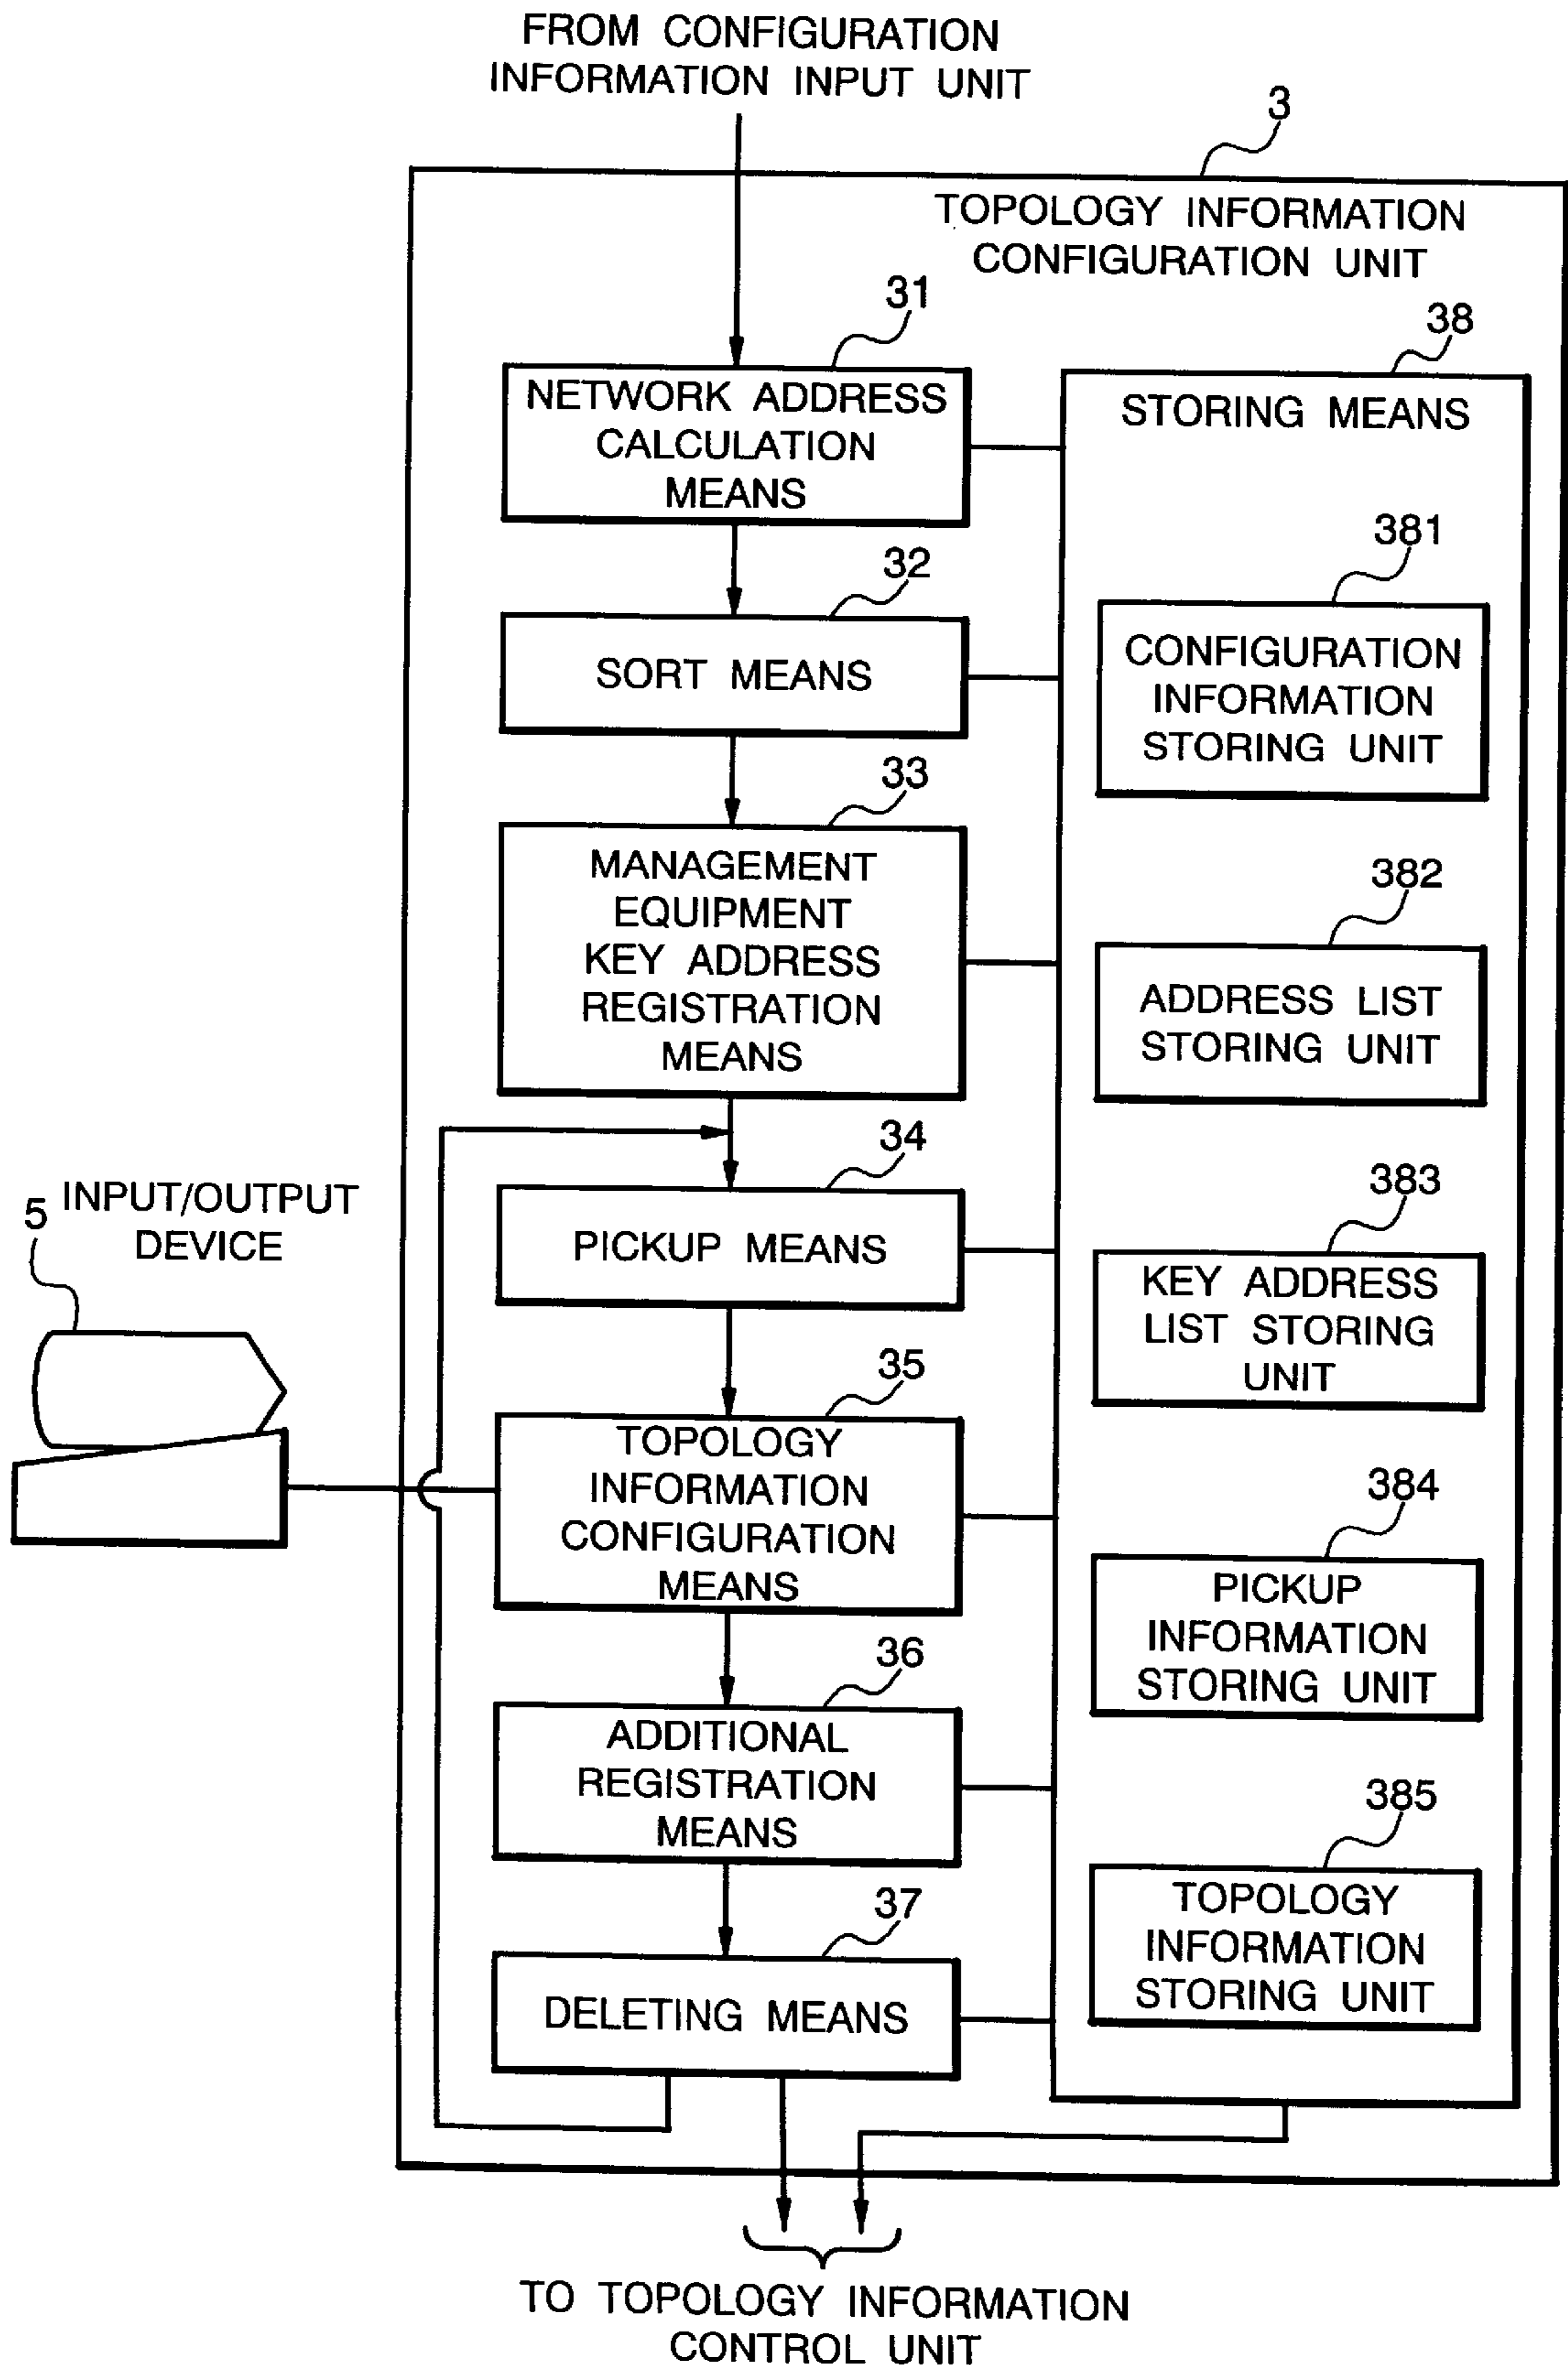 FROM CONFIGURATION
INFORMATION INPUT UNIT
3
TOPOLOGY INFORMATION
CONFIGURATION UNIT
31
NETWORK ADDRESS
CALCULATION
MEANS
32
SORT MEANS
33
MANAGEMENT
EQUIPMENT
KEY ADDRESS
REGISTRATION
MEANS
34
PICKUP MEANS
5
INPUT/OUTPUT
DEVICE
35
TOPOLOGY
INFORMATION
CONFIGURATION
MEANS
36
ADDITIONAL
REGISTRATION
MEANS
37
DELETING MEANS
38
STORING MEANS
381
CONFIGURATION
INFORMATION
STORING UNIT
382
ADDRESS LIST
STORING UNIT
383
KEY ADDRESS
LIST STORING
UNIT
384
PICKUP
INFORMATION
STORING UNIT
385
TOPOLOGY
INFORMATION
STORING UNIT
TO TOPOLOGY INFORMATION
CONTROL UNIT